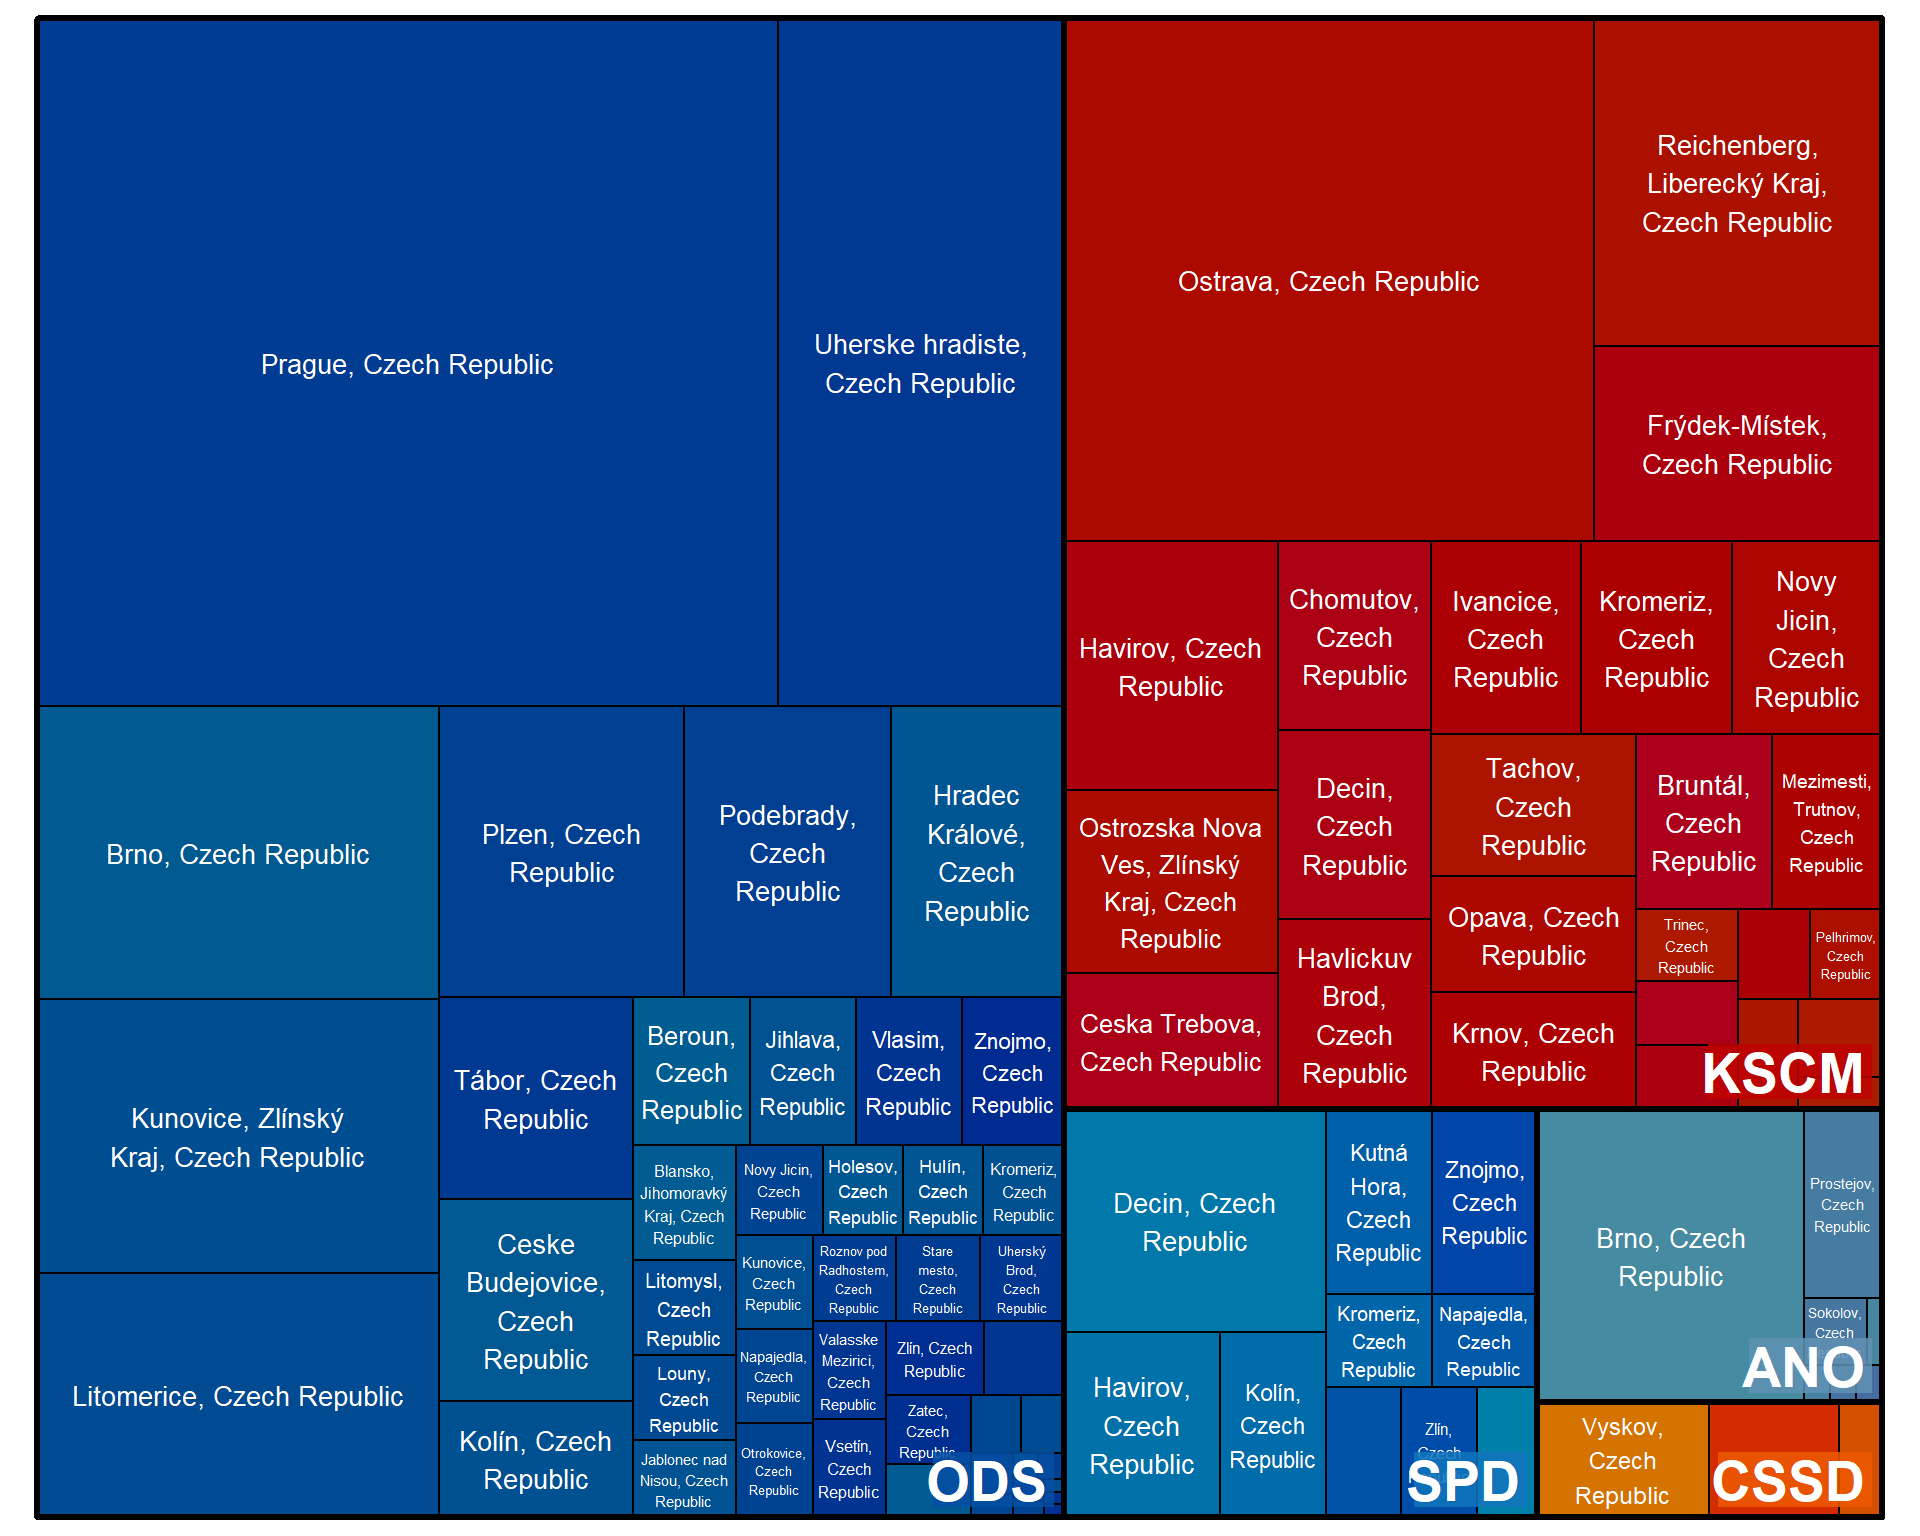 Prague, Czech Republic
Uherske hradiste,
Czech Republic
Brno, Czech Republic
Plzen, Czech
Republic
Podebrady,
Czech
Republic
Hradec
Králové,
Czech
Republic
Kunovice, Zlínský
Kraj, Czech Republic
Litomerice, Czech Republic
Tábor, Czech
Republic
Ceske
Budejovice,
Czech
Republic
Kolín, Czech
Republic
Beroun,
Czech
Republic
Jihlava,
Czech
Republic
Vlasim,
Czech
Republic
Znojmo,
Czech
Republic
Blansko,
Jihomoravký
Kraj, Czech
Republic
Litomysl,
Czech
Republic
Louny,
Czech
Republic
Jablonec nad
Nisou, Czech
Republic
Novy Jicin,
Czech
Republic
Holesov,
Czech
Republic
Hulín,
Czech
Republic
Kromeriz,
Czech
Republic
Kunovice,
Czech
Republic
Napajedla,
Czech
Republic
Otrokovice,
Czech
Republic
Roznov pod
Radhostem,
Czech
Republic
Stare
mesto,
Czech
Republic
Uherský
Brod,
Czech
Republic
Valasske
Mezirici,
Czech
Republic
Vsetín,
Czech
Republic
Zlín, Czech
Republic
Zatec,
Czech
Republic
ODS
Ostrava, Czech Republic
Reichenberg,
Liberecký Kraj,
Czech Republic
Frýdek-Místek,
Czech Republic
Havirov, Czech
Republic
Ostrozska Nova
Ves, Zlínský
Kraj, Czech
Republic
Ceska Trebova,
Czech Republic
Chomutov,
Czech
Republic
Decin,
Czech
Republic
Havlickuv
Brod,
Czech
Republic
Ivancice,
Czech
Republic
Kromeriz,
Czech
Republic
Novy
Jicin,
Czech
Republic
Tachov,
Czech
Republic
Opava, Czech
Republic
Krnov, Czech
Republic
Bruntál,
Czech
Republic
Mezimesti,
Trutnov,
Czech
Republic
Trinec,
Czech
Republic
Pelhrimov,
Czech
Republic
KSCM
Decin, Czech
Republic
Havirov,
Czech
Republic
Kolín,
Czech
Republic
Kutná
Hora,
Czech
Republic
Znojmo,
Czech
Republic
Kromeriz,
Czech
Republic
Napajedla,
Czech
Republic
Zlín,
Czech
SPD
Brno, Czech
Republic
Prostejov,
Czech
Republic
Sokolov,
Czech
ANO
Vyskov,
Czech
Republic
CSSD